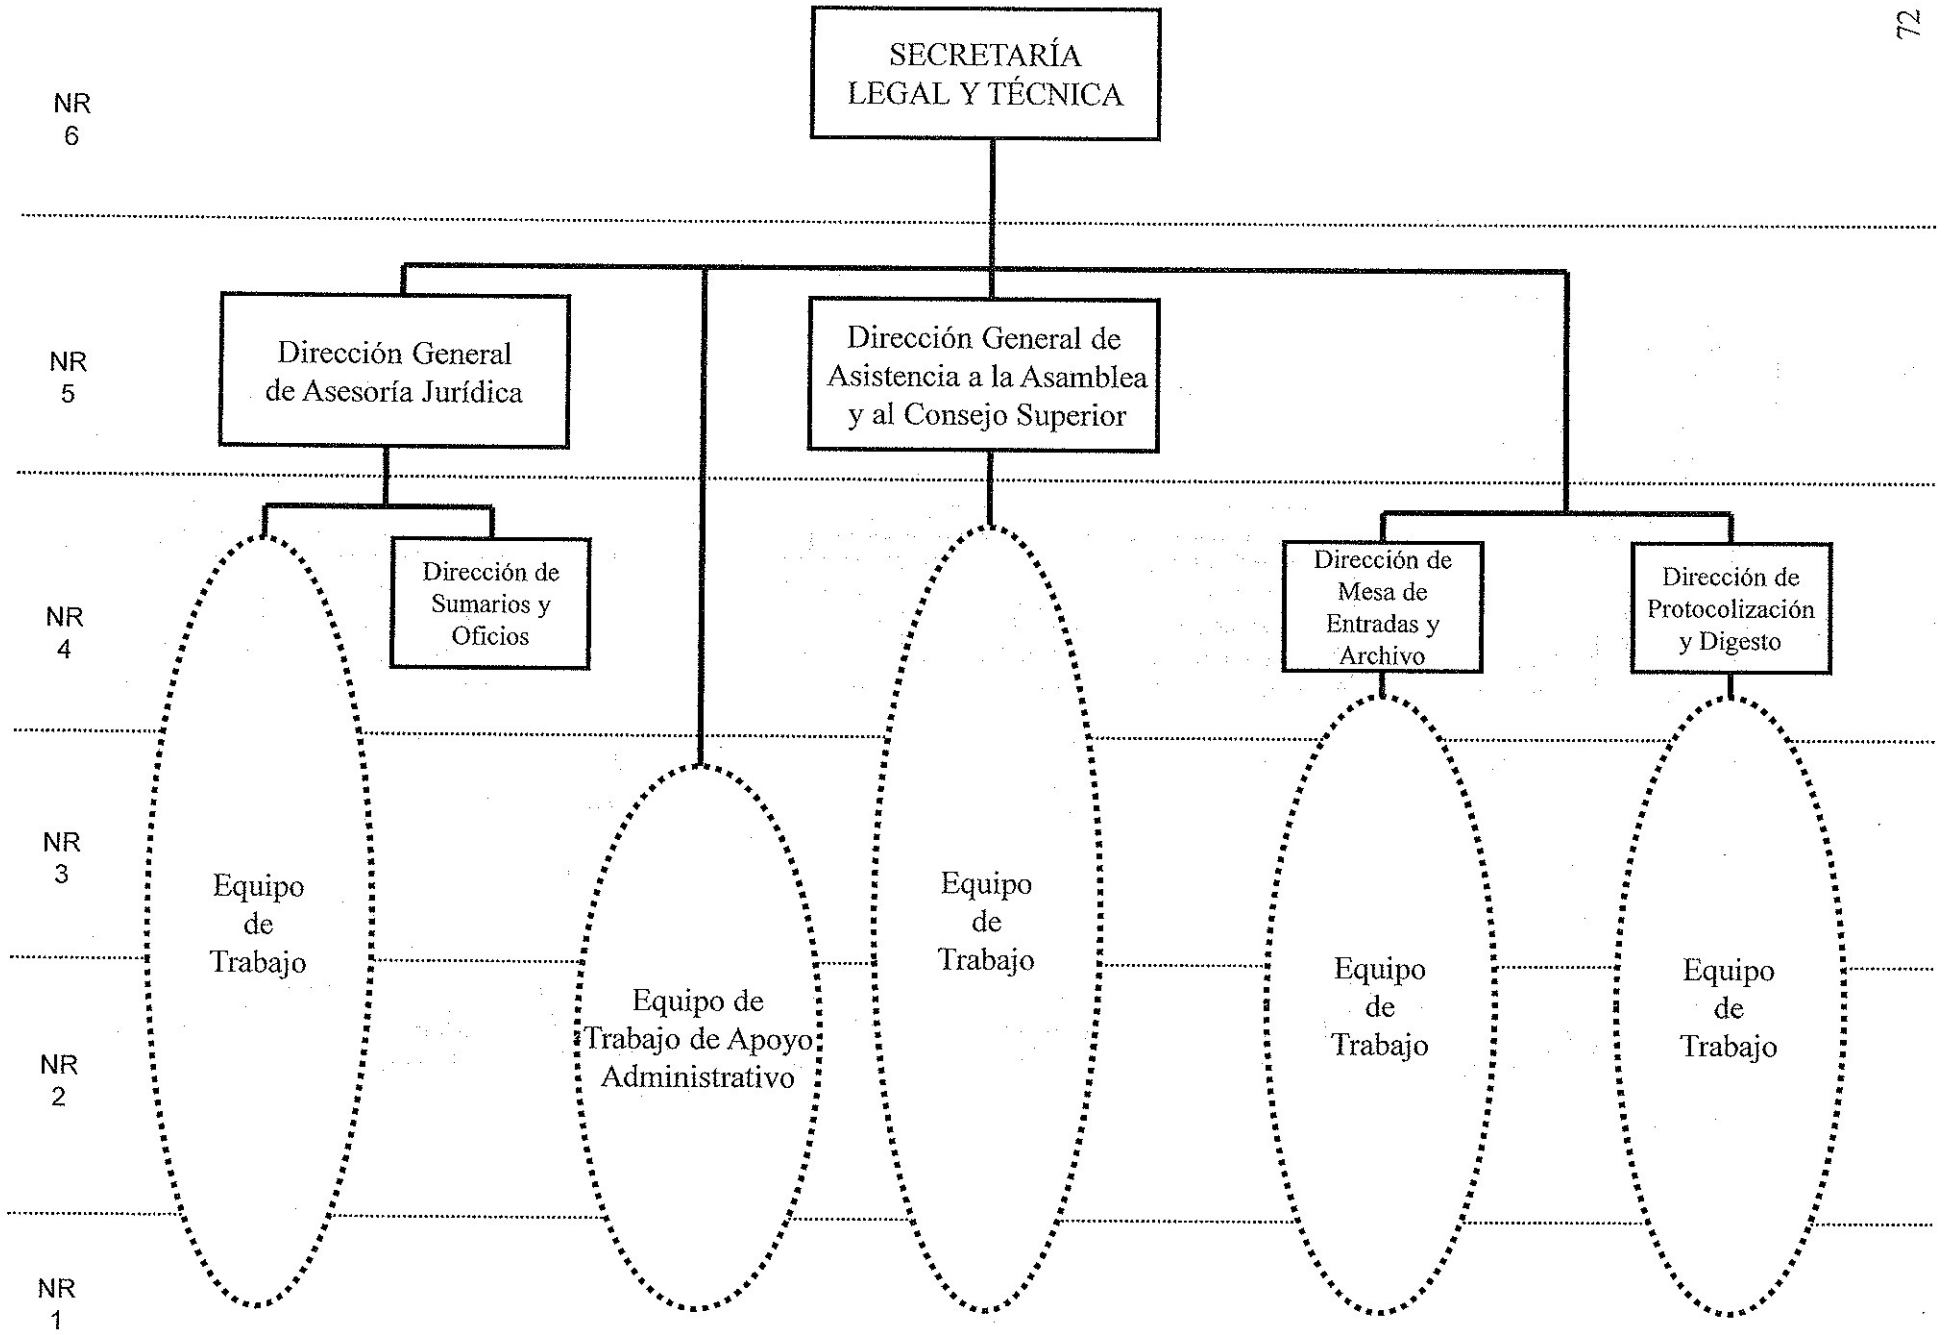 72
SECRETARÍA
LEGAL Y TÉCNICA
NR
6
Dirección General
de Asesoría Jurídica
Dirección General de
Asistencia a la Asamblea
y al Consejo Superior
NR
5
Dirección de
Sumarios y
Oficios
Dirección de
Mesa de
Entradas y
Archivo
Dirección de
Protocolización
y Digesto
NR
4
NR
3
Equipo
de
Trabajo
Equipo de
Trabajo de Apoyo
Administrativo
Equipo
de
Trabajo
Equipo
de
Trabajo
Equipo
de
Trabajo
NR
2
NR
1